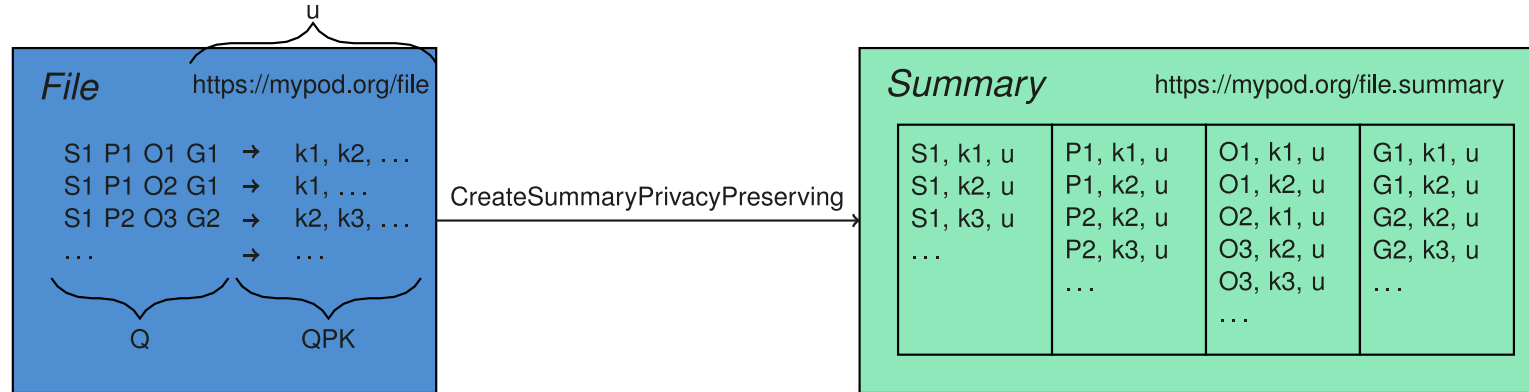 u
File https://mypod.org/file
S1 P1 O1 G1 → k1, k2, ...
S1 P1 O2 G1 → k1, ...
S1 P2 O3 G2 → k2, k3, ...
... → ...
Q QPK
CreateSummaryPrivacyPreserving
Summary https://mypod.org/file.summary
S1, k1, u
S1, k2, u
S1, k3, u
...
P1, k1, u
P1, k2, u
P2, k2, u
P2, k3, u
...
O1, k1, u
O1, k2, u
O2, k1, u
O3, k2, u
O3, k3, u
...
G1, k1, u
G1, k2, u
G2, k2, u
G2, k3, u
...